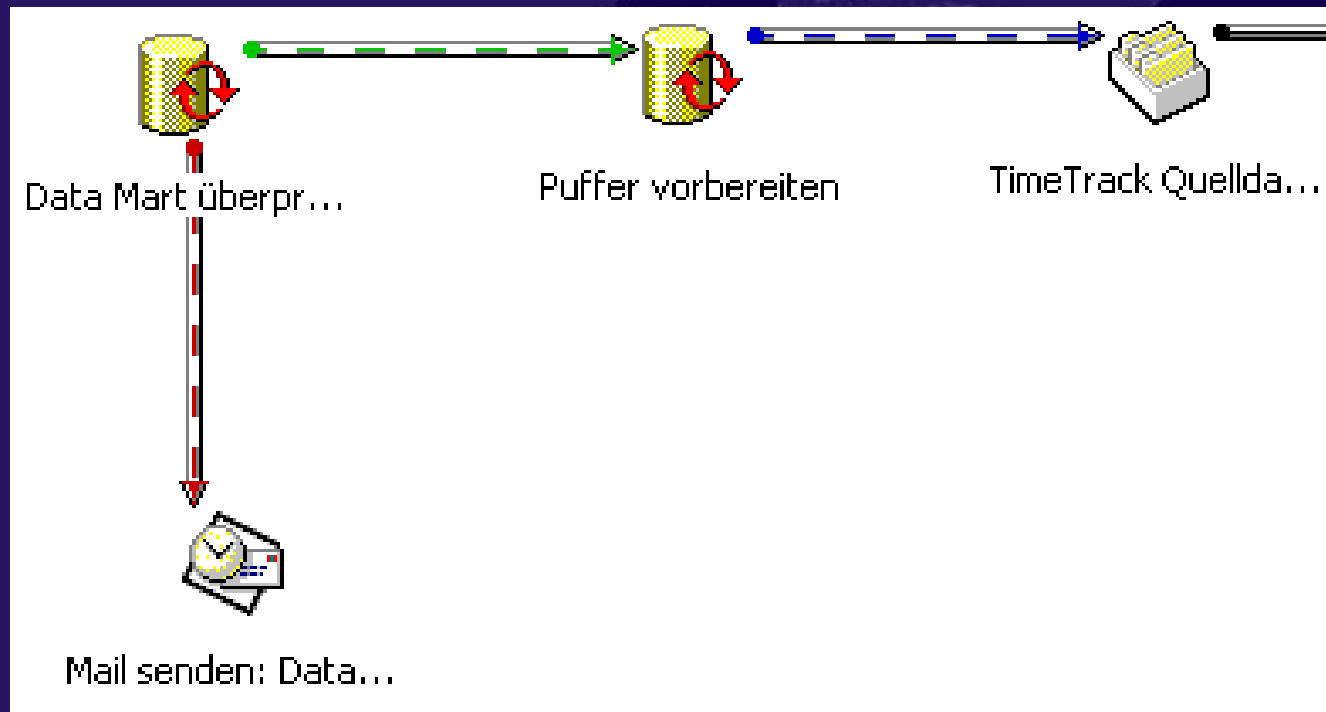 Data Mart überpr...
Puffer vorbereiten
TimeTrack Quellda...
Mail senden: Data...